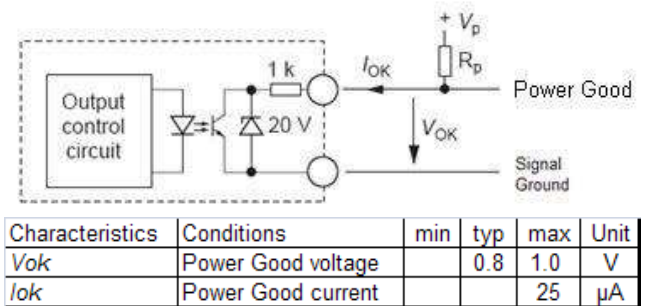 + Vp
1 k
IOK
Rp
Power Good
Output
control
circuit
20 V
VOK
Signal
Ground
Characteristics Conditions min typ max Unit
Vok Power Good voltage 0.8 1.0 V
Iok Power Good current 25 µA